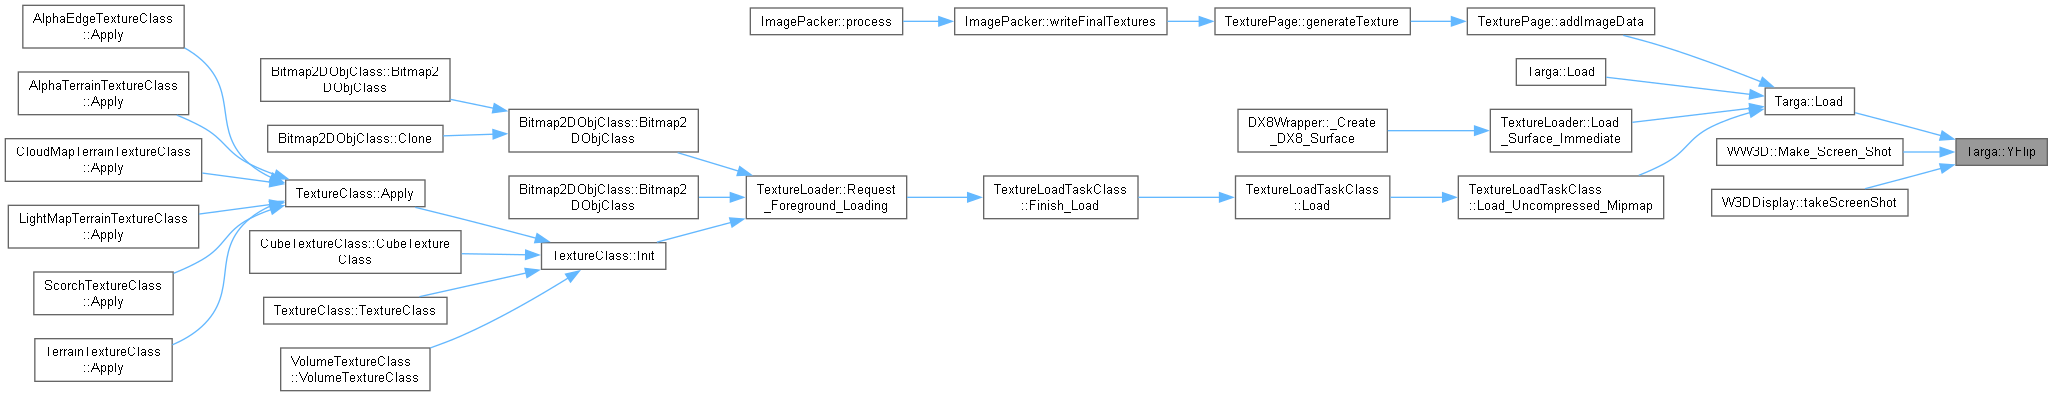 AlphaEdgeTextureClass
::Apply
AlphaTerrainTextureClass
::Apply
CloudMapTerrainTextureClass
::Apply
LightMapTerrainTextureClass
::Apply
ScorchTextureClass
::Apply
TerrainTextureClass
::Apply
TextureClass::Apply
Bitmap2DObjClass::Bitmap2
DObjClass
Bitmap2DObjClass::Clone
CubeTextureClass::CubeTexture
Class
TextureClass::TextureClass
VolumeTextureClass
::VolumeTextureClass
Bitmap2DObjClass::Bitmap2
DObjClass
Bitmap2DObjClass::Bitmap2
DObjClass
TextureClass::Init
ImagePacker::process
TextureLoader::Request
_Foreground_Loading
ImagePacker::writeFinalTextures
TextureLoadTaskClass
::Finish_Load
TexturePage::generateTexture
DX8Wrapper::_Create
_DX8_Surface
TextureLoadTaskClass
::Load
TexturePage::addImageData
Targa::Load
TextureLoader::Load
_Surface_Immediate
TextureLoadTaskClass
::Load_Uncompressed_Mipmap
Targa::Load
WW3D::Make_Screen_Shot
W3DDisplay::takeScreenShot
Targa::YFlip